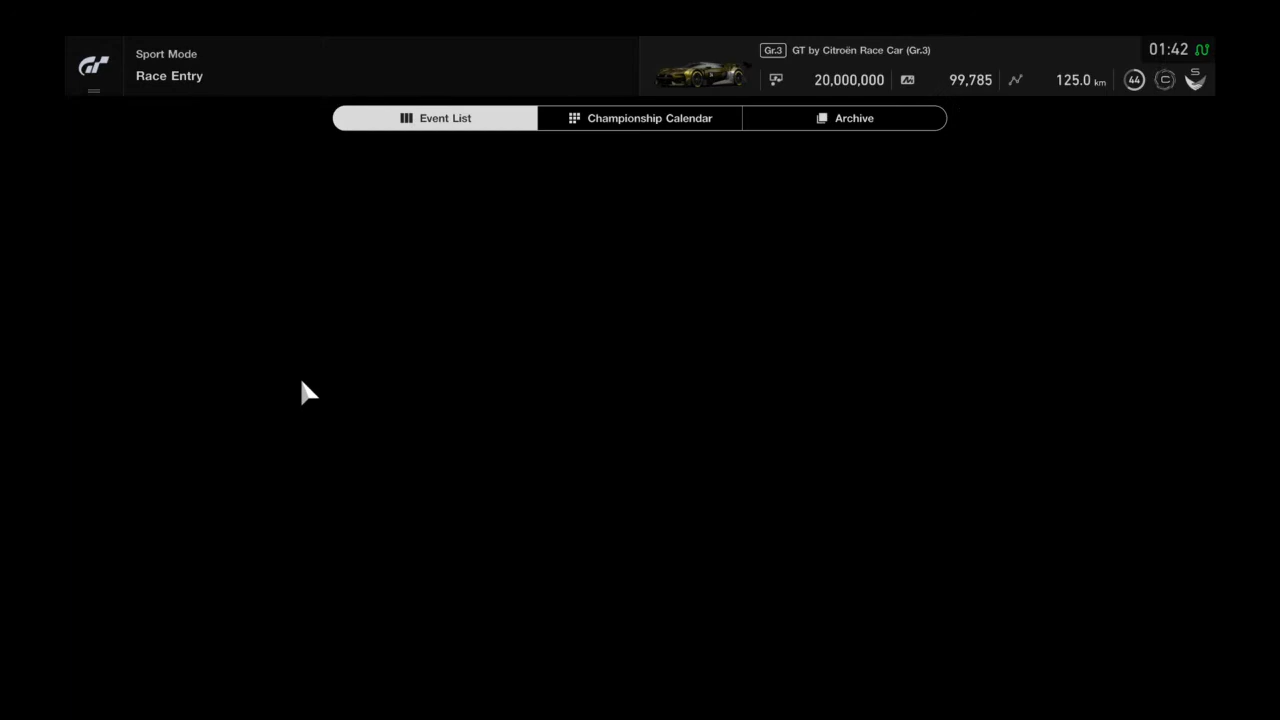 Sport Mode
Race Entry
Gr.3 GT by Citroën Race Car (Gr.3)
01:42
20,000,000 99,785 125.0 km 44 C S
Event List Championship Calendar Archive